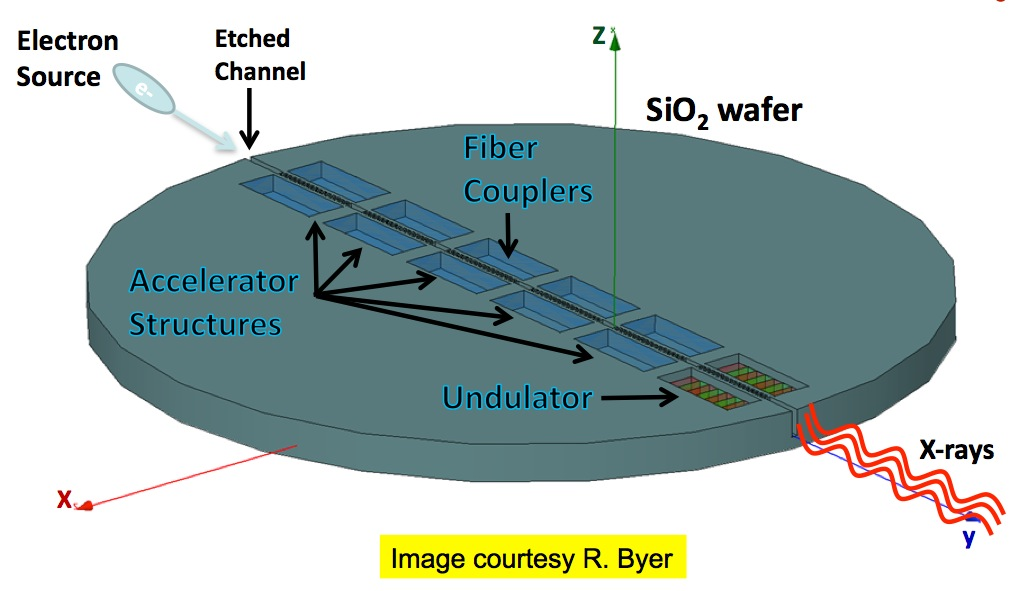 Electron
Source
e-
Etched
Channel
Z
SiO2 wafer
Fiber
Couplers
Accelerator
Structures
Undulator
X-rays
X
y
Image courtesy R. Byer